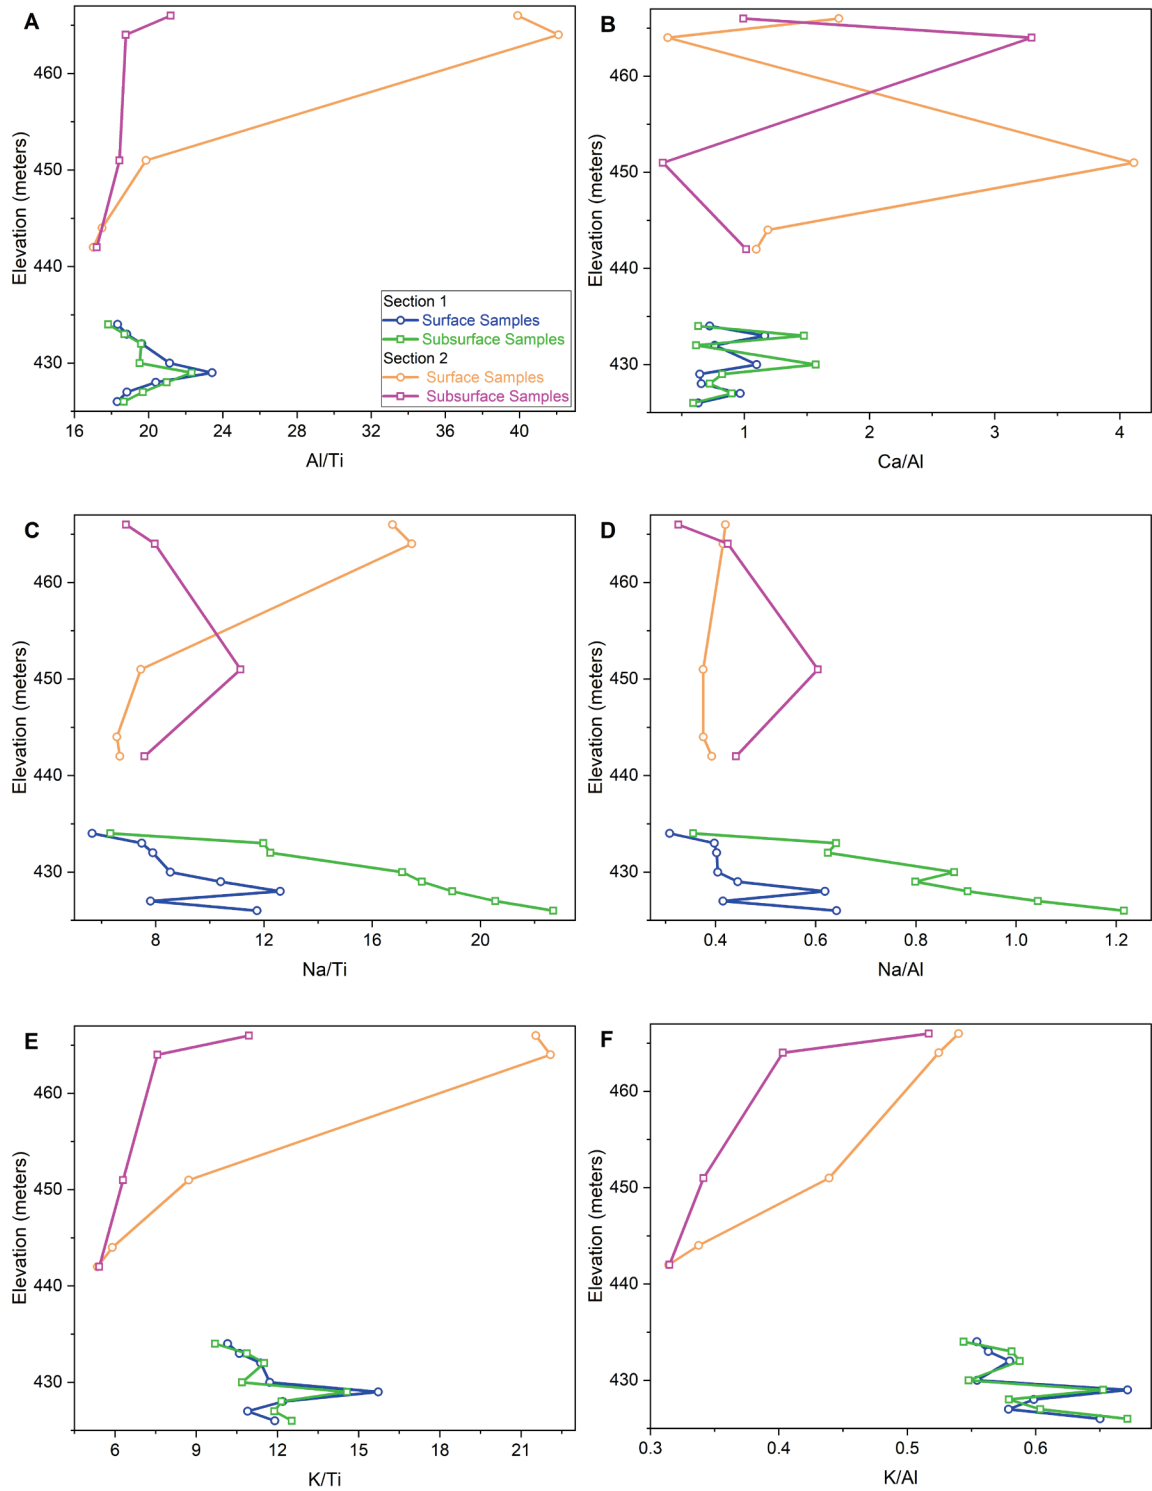 A
460
450
440
430
Elevation (meters)
Section 1
Surface Samples
Subsurface Samples
Section 2
Surface Samples
Subsurface Samples
16 20 24 28 32 36 40
Al/Ti
B
460
450
440
430
Elevation (meters)
1 2 3 4
Ca/Al
C
460
450
440
430
Elevation (meters)
8 12 16 20
Na/Ti
D
460
450
440
430
Elevation (meters)
0.4 0.6 0.8 1.0 1.2
Na/Al
E
460
450
440
430
Elevation (meters)
6 9 12 15 18 21
K/Ti
F
460
450
440
430
Elevation (meters)
0.3 0.4 0.5 0.6
K/Al